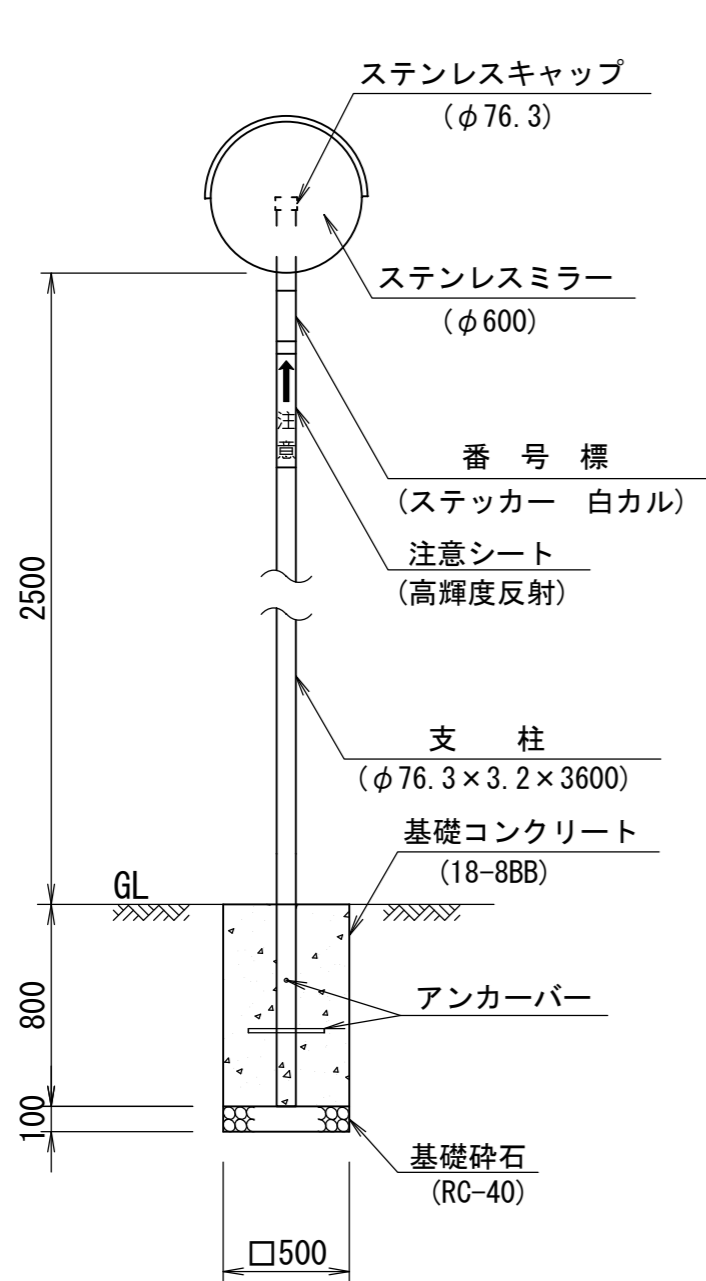 ステンレスキャップ
(φ76.3)
ステンレスミラー
(φ600)
注意
番　号　標
(ステッカー　白カル)
注意シート
(高輝度反射)
2500
支　　柱
(φ76.3×3.2×3600)
基礎コンクリート
(18-8BB)
GL
800
アンカーバー
100
基礎砕石
(RC-40)
□500